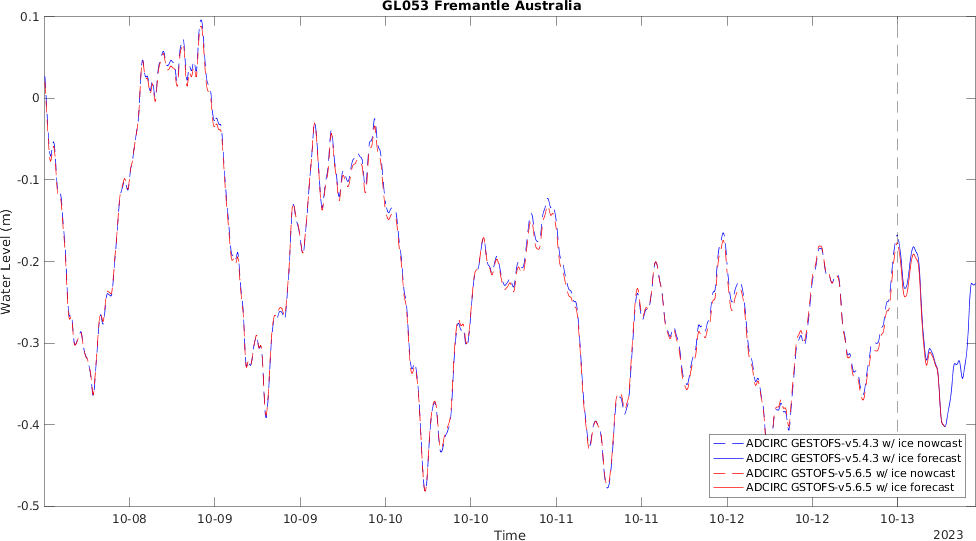 GL053 Fremantle Australia
0.1
0
-0.1
-0.2
-0.3
-0.4
-0.5
Water Level (m)
ADCIRC GESTOFS-v5.4.3 w/ ice nowcast
ADCIRC GESTOFS-v5.4.3 w/ ice forecast
ADCIRC GSTOFS-v5.6.5 w/ ice nowcast
ADCIRC GSTOFS-v5.6.5 w/ ice forecast
10-08 10-09 10-09 10-10 10-10 10-11 10-11 10-12 10-12 10-13
Time
2023